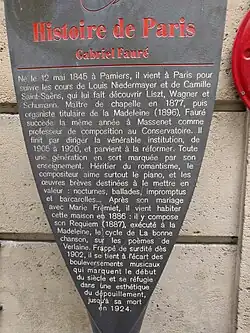 Histoire de Paris
Gabriel Fauré
Né le 12 mai 1845 à Pamiers, il vient à Paris pour
suivre les cours de Louis Niedermayer et de Camille
Saint-Saëns, qui lui fait découvrir Liszt, Wagner et
Schumann. Maître de chapelle en 1877, puis
organiste titulaire de la Madeleine (1896), Fauré
succède la même année à Massenet comme
professeur de composition au Conservatoire. Il
finit par diriger la vénérable institution, de
1905 à 1920, et parvient à la réformer. Toute
une génération en sort marquée par son
enseignement. Héritier du romantisme, le
compositeur aime surtout le piano, et les
œuvres brèves destinées à le mettre en
valeur : nocturnes, ballades, impromptus
et barcarolles... Après son mariage
avec Marie Frémiet, il vient habiter
cette maison en 1886 : il y compose
son Requiem (1887), exécuté à la
Madeleine, le cycle de La bonne
chanson, sur les poèmes de
Verlaine. Frappé de surdité dès
1902, il se tient à l'écart des
bouleversements musicaux
qui marquent le début
du siècle et se réfugie
dans une esthétique
du dépouillement,
jusqu'à sa mort
en 1924.